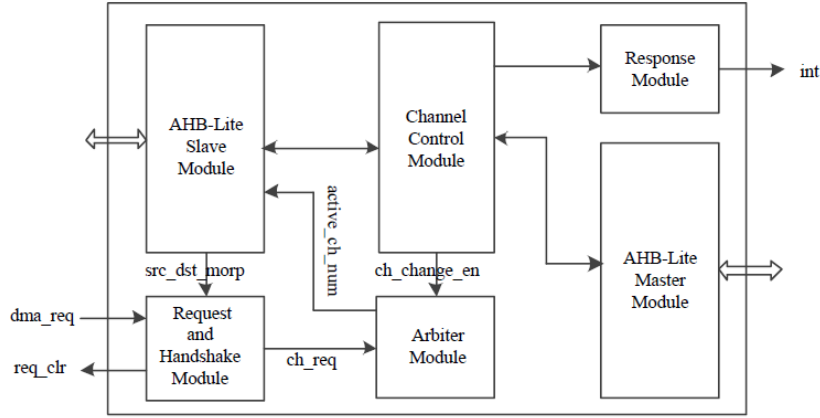 AHB-Lite
Slave
Module
Channel
Control
Module
Response
Module
int
active_ch_num
AHB-Lite
Master
Module
src_dst_morp
ch_change_en
dma_req
req_clr
Request
and
Handshake
Module
ch_req
Arbiter
Module